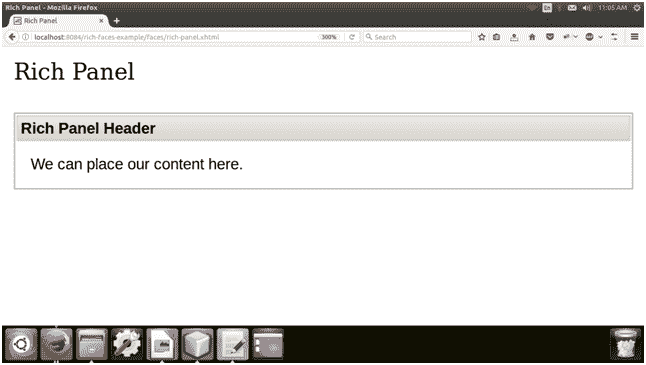 Rich Panel - Mozilla Firefox
En
11:05 AM
Rich Panel
localhost:8084/rich-faces-example/faces/rich-panel.xhtml
300%
Search
Rich Panel
Rich Panel Header
We can place our content here.